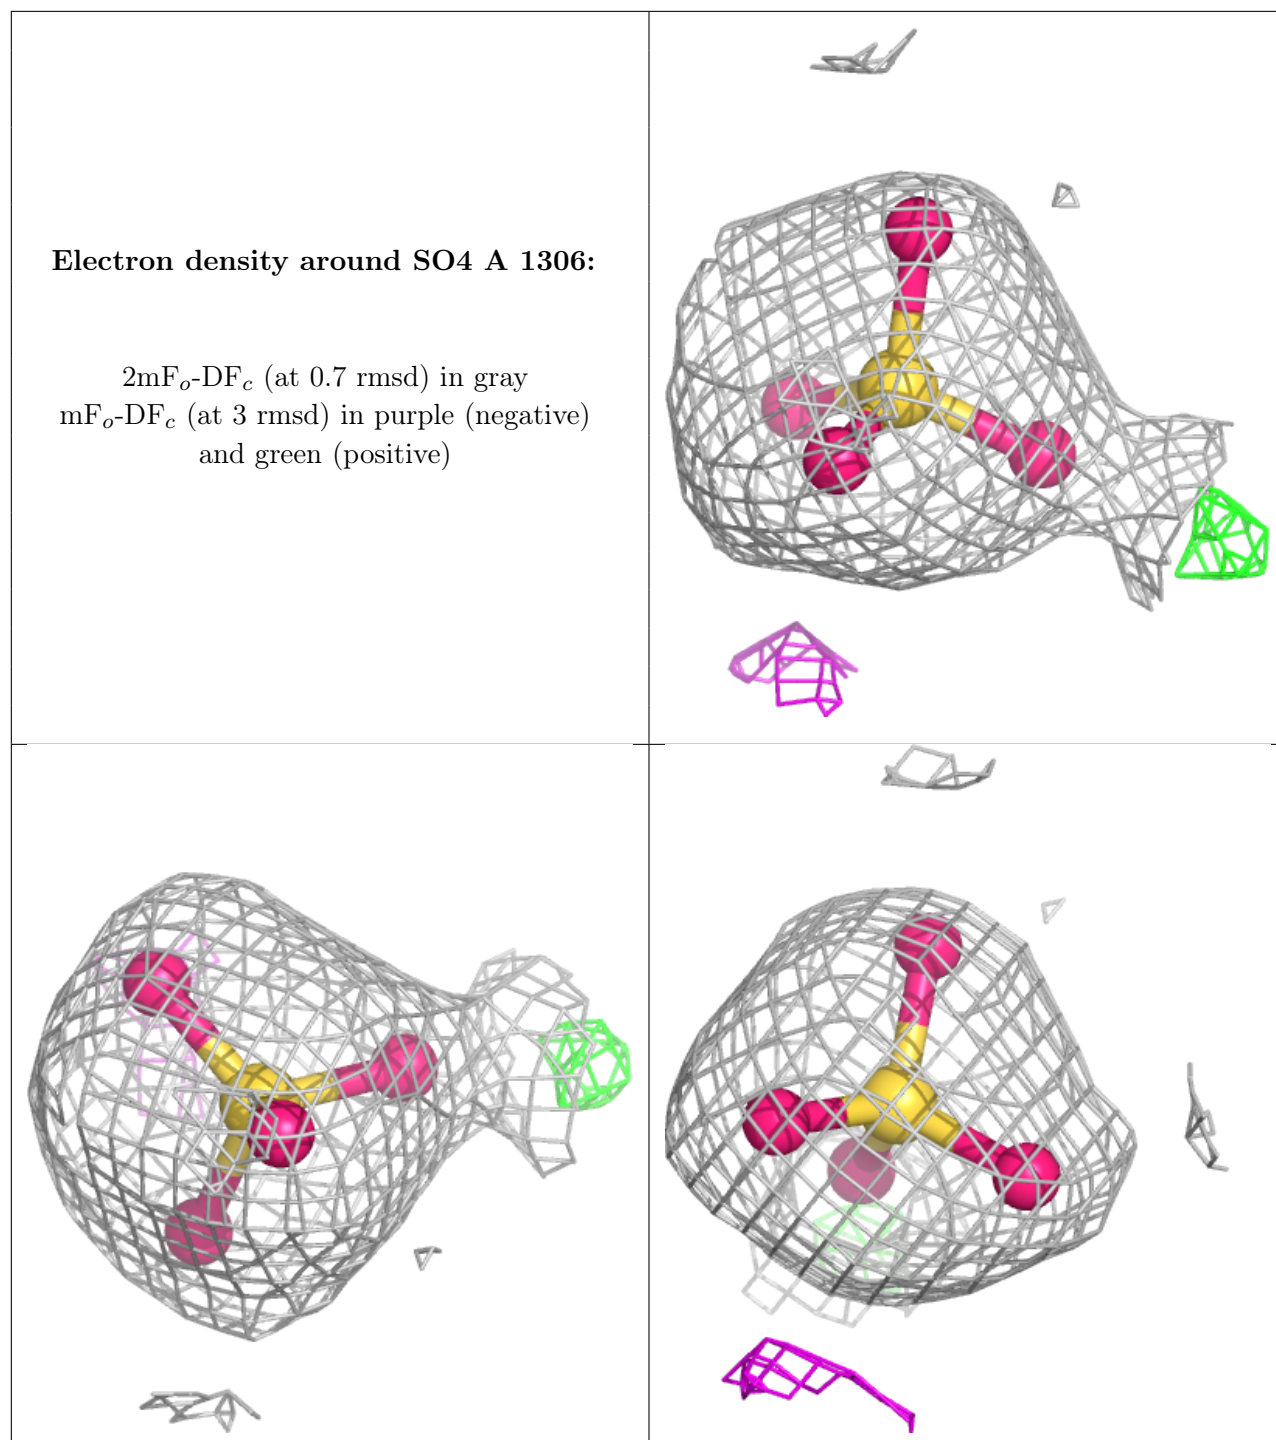 Electron density around SO4 A 1306:
2mFo-DFc (at 0.7 rmsd) in gray
mFo-DFc (at 3 rmsd) in purple (negative)
and green (positive)